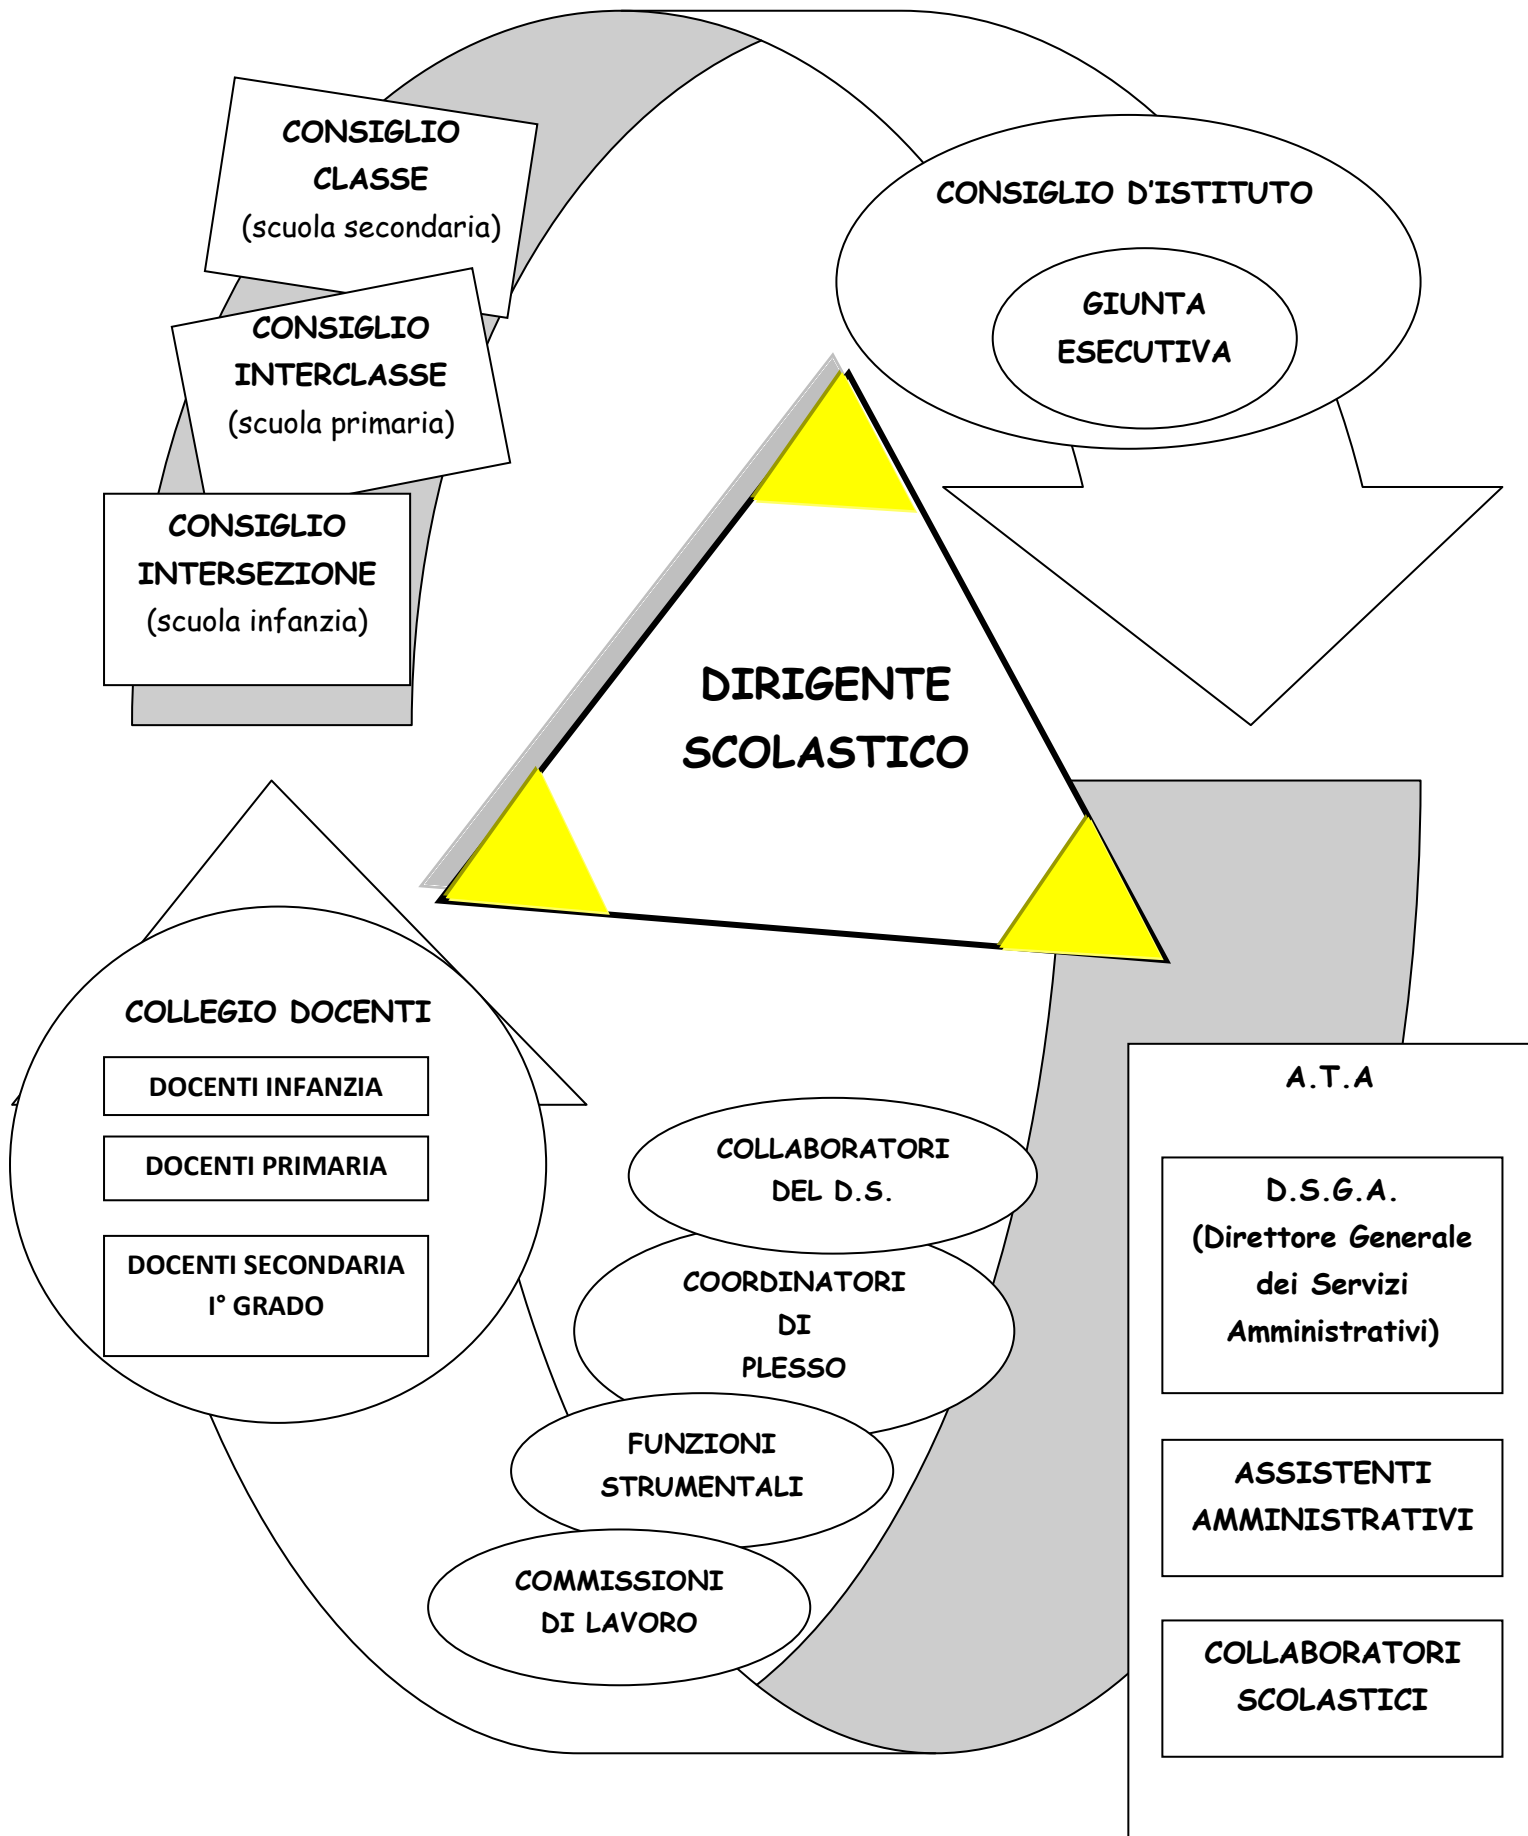 CONSIGLIO
CLASSE
(scuola secondaria)
CONSIGLIO
INTERCLASSE
(scuola primaria)
CONSIGLIO
INTERSEZIONE
(scuola infanzia)
CONSIGLIO D'ISTITUTO
GIUNTA
ESECUTIVA
DIRIGENTE
SCOLASTICO
COLLEGIO DOCENTI
DOCENTI INFANZIA
DOCENTI PRIMARIA
DOCENTI SECONDARIA
I° GRADO
COLLABORATORI
DEL D.S.
COORDINATORI
DI
PLESSO
FUNZIONI
STRUMENTALI
COMMISSIONI
DI LAVORO
A.T.A
D.S.G.A.
(Direttore Generale
dei Servizi
Amministrativi)
ASSISTENTI
AMMINISTRATIVI
COLLABORATORI
SCOLASTICI